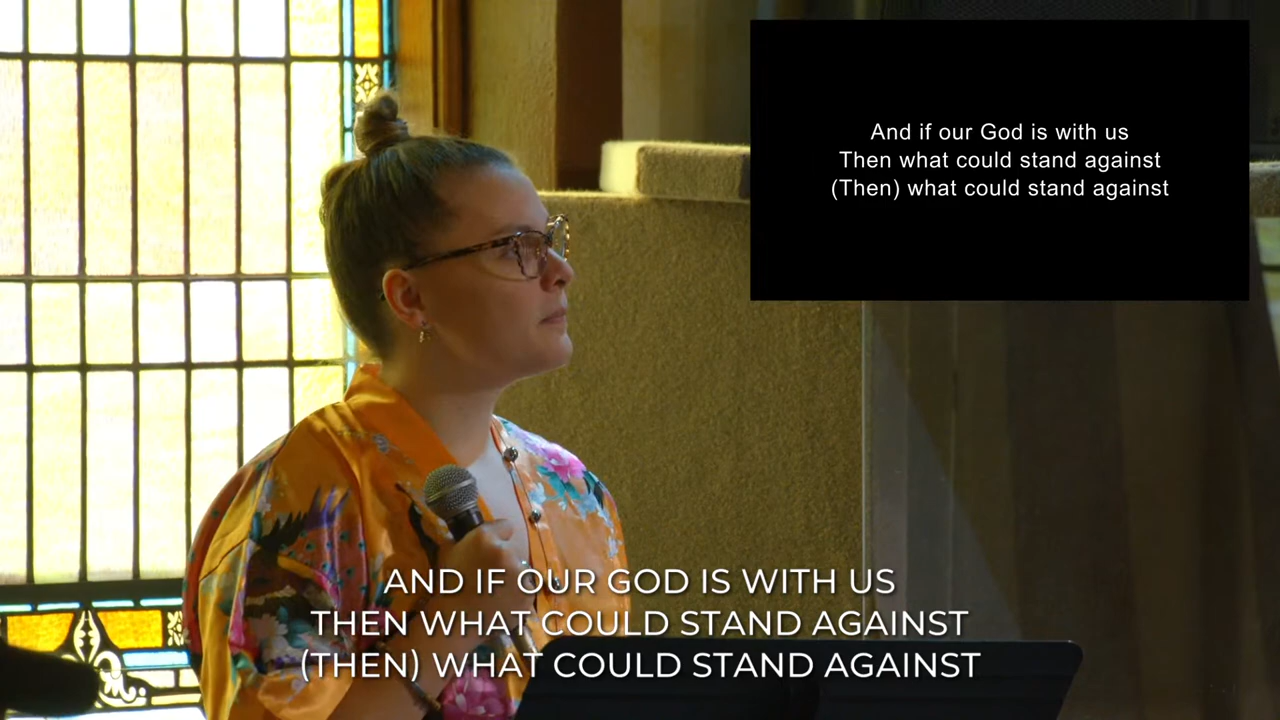 And if our God is with us
Then what could stand against
(Then) what could stand against
AND IF OUR GOD IS WITH US
THEN WHAT COULD STAND AGAINST
(THEN) WHAT COULD STAND AGAINST